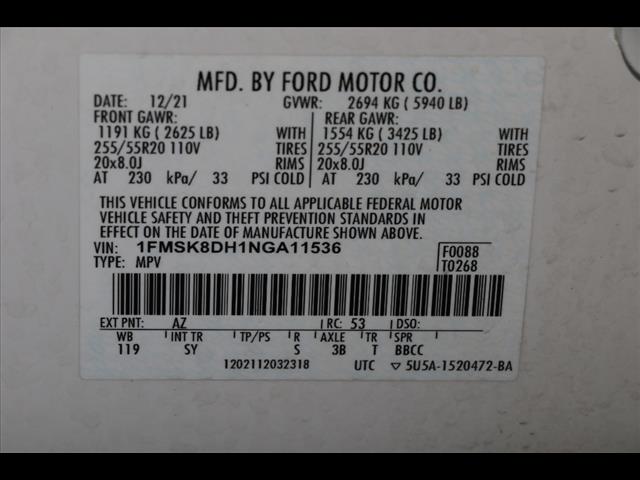 MFD. BY FORD MOTOR CO.
DATE: 12/21 GVWR: 2694 KG ( 5940 LB)
FRONT GAWR: REAR GAWR:
1191 KG ( 2625 LB) WITH 1554 KG ( 3425 LB) WITH
255/55R20 110V TIRES 255/55R20 110V TIRES
20x8.0J RIMS 20x8.0J RIMS
AT 230 kPa/ 33 PSI COLD AT 230 kPa/ 33 PSI COLD
THIS VEHICLE CONFORMS TO ALL APPLICABLE FEDERAL MOTOR
VEHICLE SAFETY AND THEFT PREVENTION STANDARDS IN
EFFECT ON THE DATE OF MANUFACTURE SHOWN ABOVE.
VIN: 1FMSK8DH1NGA11536 F0088
TYPE: MPV T0268
EXT PNT: AZ RC: 53 DSO:
WB INT TR TP/PS R AXLE TR SPR
119 SY S 3B T BBCC
1202112032318 UTC ▽ 5U5A-1520472-BA